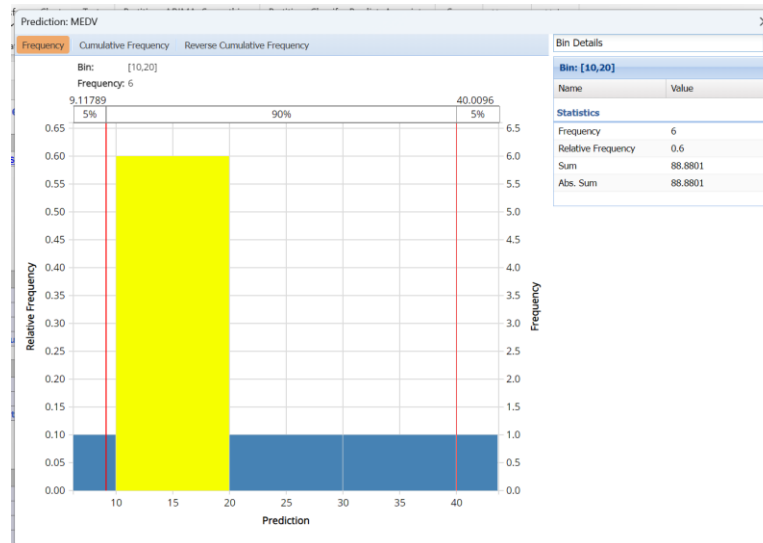 Prediction: MEDV
Frequency Cumulative Frequency Reverse Cumulative Frequency
Bin: [10,20]
Frequency: 6
9.11789 40.0096
5% 90% 5%
0.65 6.5
0.60 6.0
0.55 5.5
0.50 5.0
0.45 4.5
0.40 4.0
0.35 3.5
0.30 3.0
0.25 2.5
0.20 2.0
0.15 1.5
0.10 1.0
0.05 0.5
0.00 0.0
Relative Frequency
Frequency
10 15 20 25 30 35 40
Prediction
Bin Details
Bin: [10,20]
Name Value
Statistics
Frequency 6
Relative Frequency 0.6
Sum 88.8801
Abs. Sum 88.8801